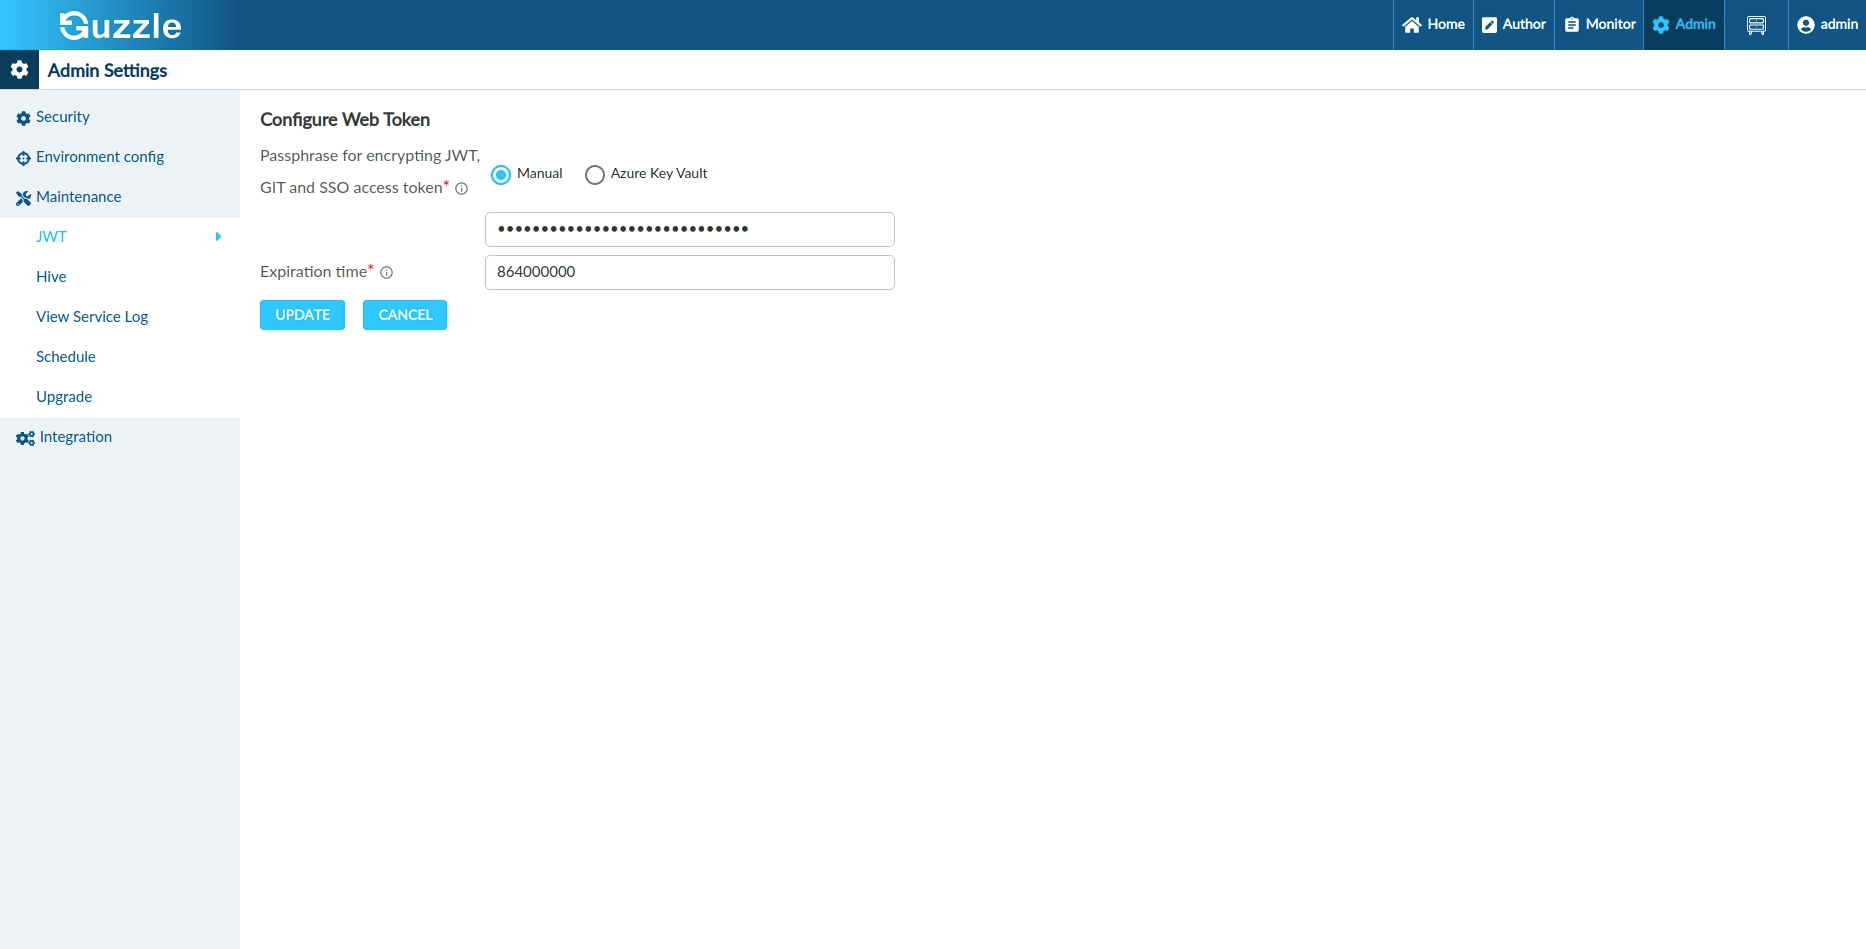 Guzzle
Home
Author
Monitor
Admin
admin
Admin Settings
Security
Environment config
Maintenance
JWT
Hive
View Service Log
Schedule
Upgrade
Integration
Configure Web Token
Passphrase for encrypting JWT,
GIT and SSO access token*
Manual
Azure Key Vault
•••••••••••••••••••••••••••••
Expiration time*
864000000
UPDATE
CANCEL